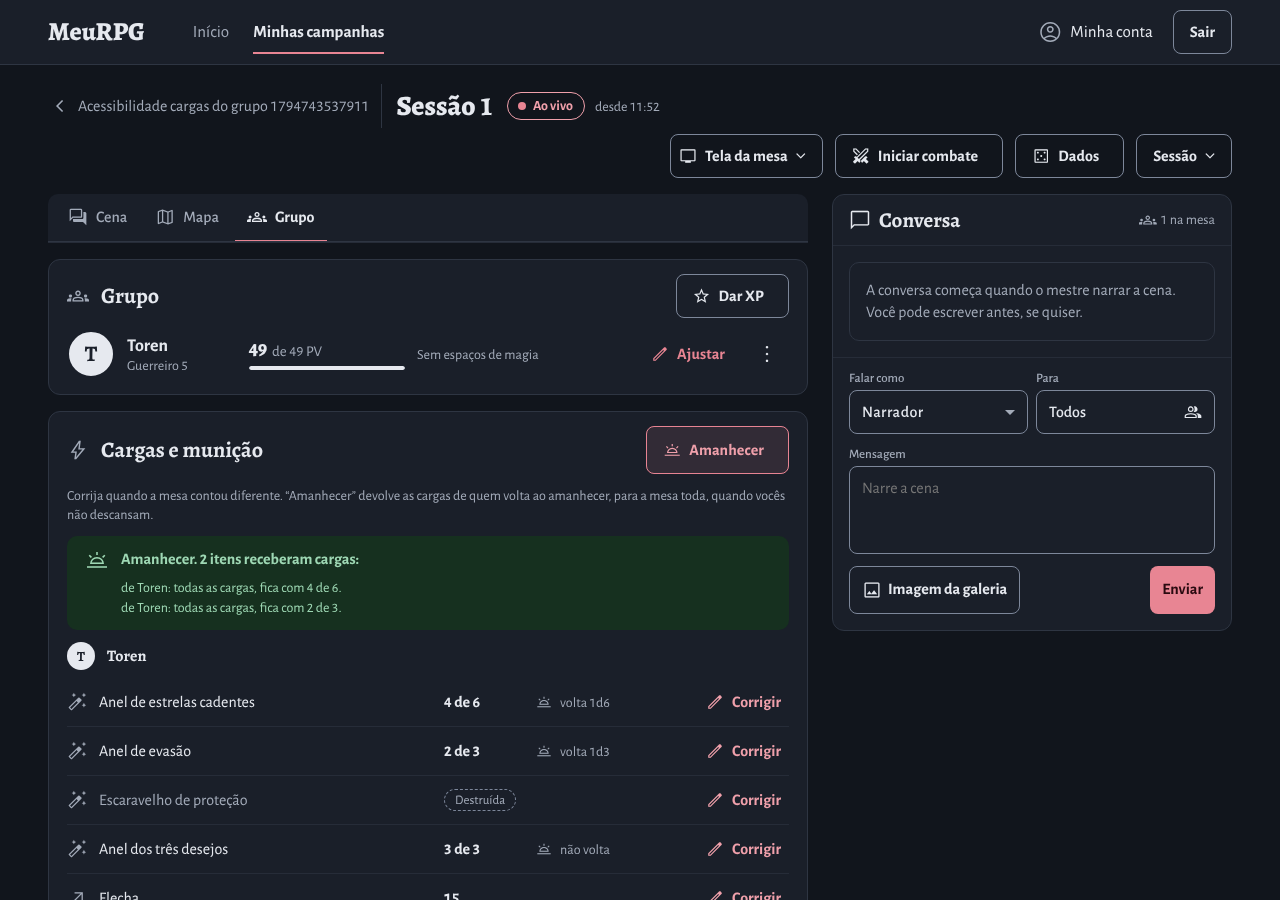 MeuRPG
Início
Minhas campanhas
Minha conta
Sair
Acessibilidade cargas do grupo 1794743537911
Sessão 1
Ao vivo
desde 11:52
Tela da mesa
Iniciar combate
Dados
Sessão
Cena
Mapa
Grupo
Grupo
Dar XP
T
Toren
Guerreiro 5
49 de 49 PV
Sem espaços de magia
Ajustar
Cargas e munição
Amanhecer
Corrija quando a mesa contou diferente. “Amanhecer” devolve as cargas de quem volta ao amanhecer, para a mesa toda, quando vocês
não descansam.
Amanhecer. 2 itens receberam cargas:
de Toren: todas as cargas, fica com 4 de 6.
de Toren: todas as cargas, fica com 2 de 3.
T
Toren
Anel de estrelas cadentes
4 de 6
volta 1d6
Corrigir
Anel de evasão
2 de 3
volta 1d3
Corrigir
Escaravelho de proteção
Destruída
Corrigir
Anel dos três desejos
3 de 3
não volta
Corrigir
Flecha
15
Corrigir
Conversa
1 na mesa
A conversa começa quando o mestre narrar a cena.
Você pode escrever antes, se quiser.
Falar como
Para
Narrador
Todos
Mensagem
Narre a cena
Imagem da galeria
Enviar